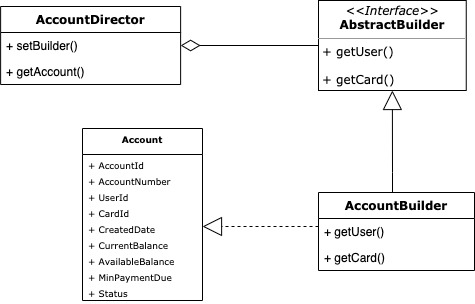 AccountDirector
+ setBuilder()
+ getAccount()
<<Interface>>
AbstractBuilder
+ getUser()
+ getCard()
Account
+ AccountId
+ AccountNumber
+ UserId
+ CardId
+ CreatedDate
+ CurrentBalance
+ AvailableBalance
+ MinPaymentDue
+ Status
AccountBuilder
+ getUser()
+ getCard()